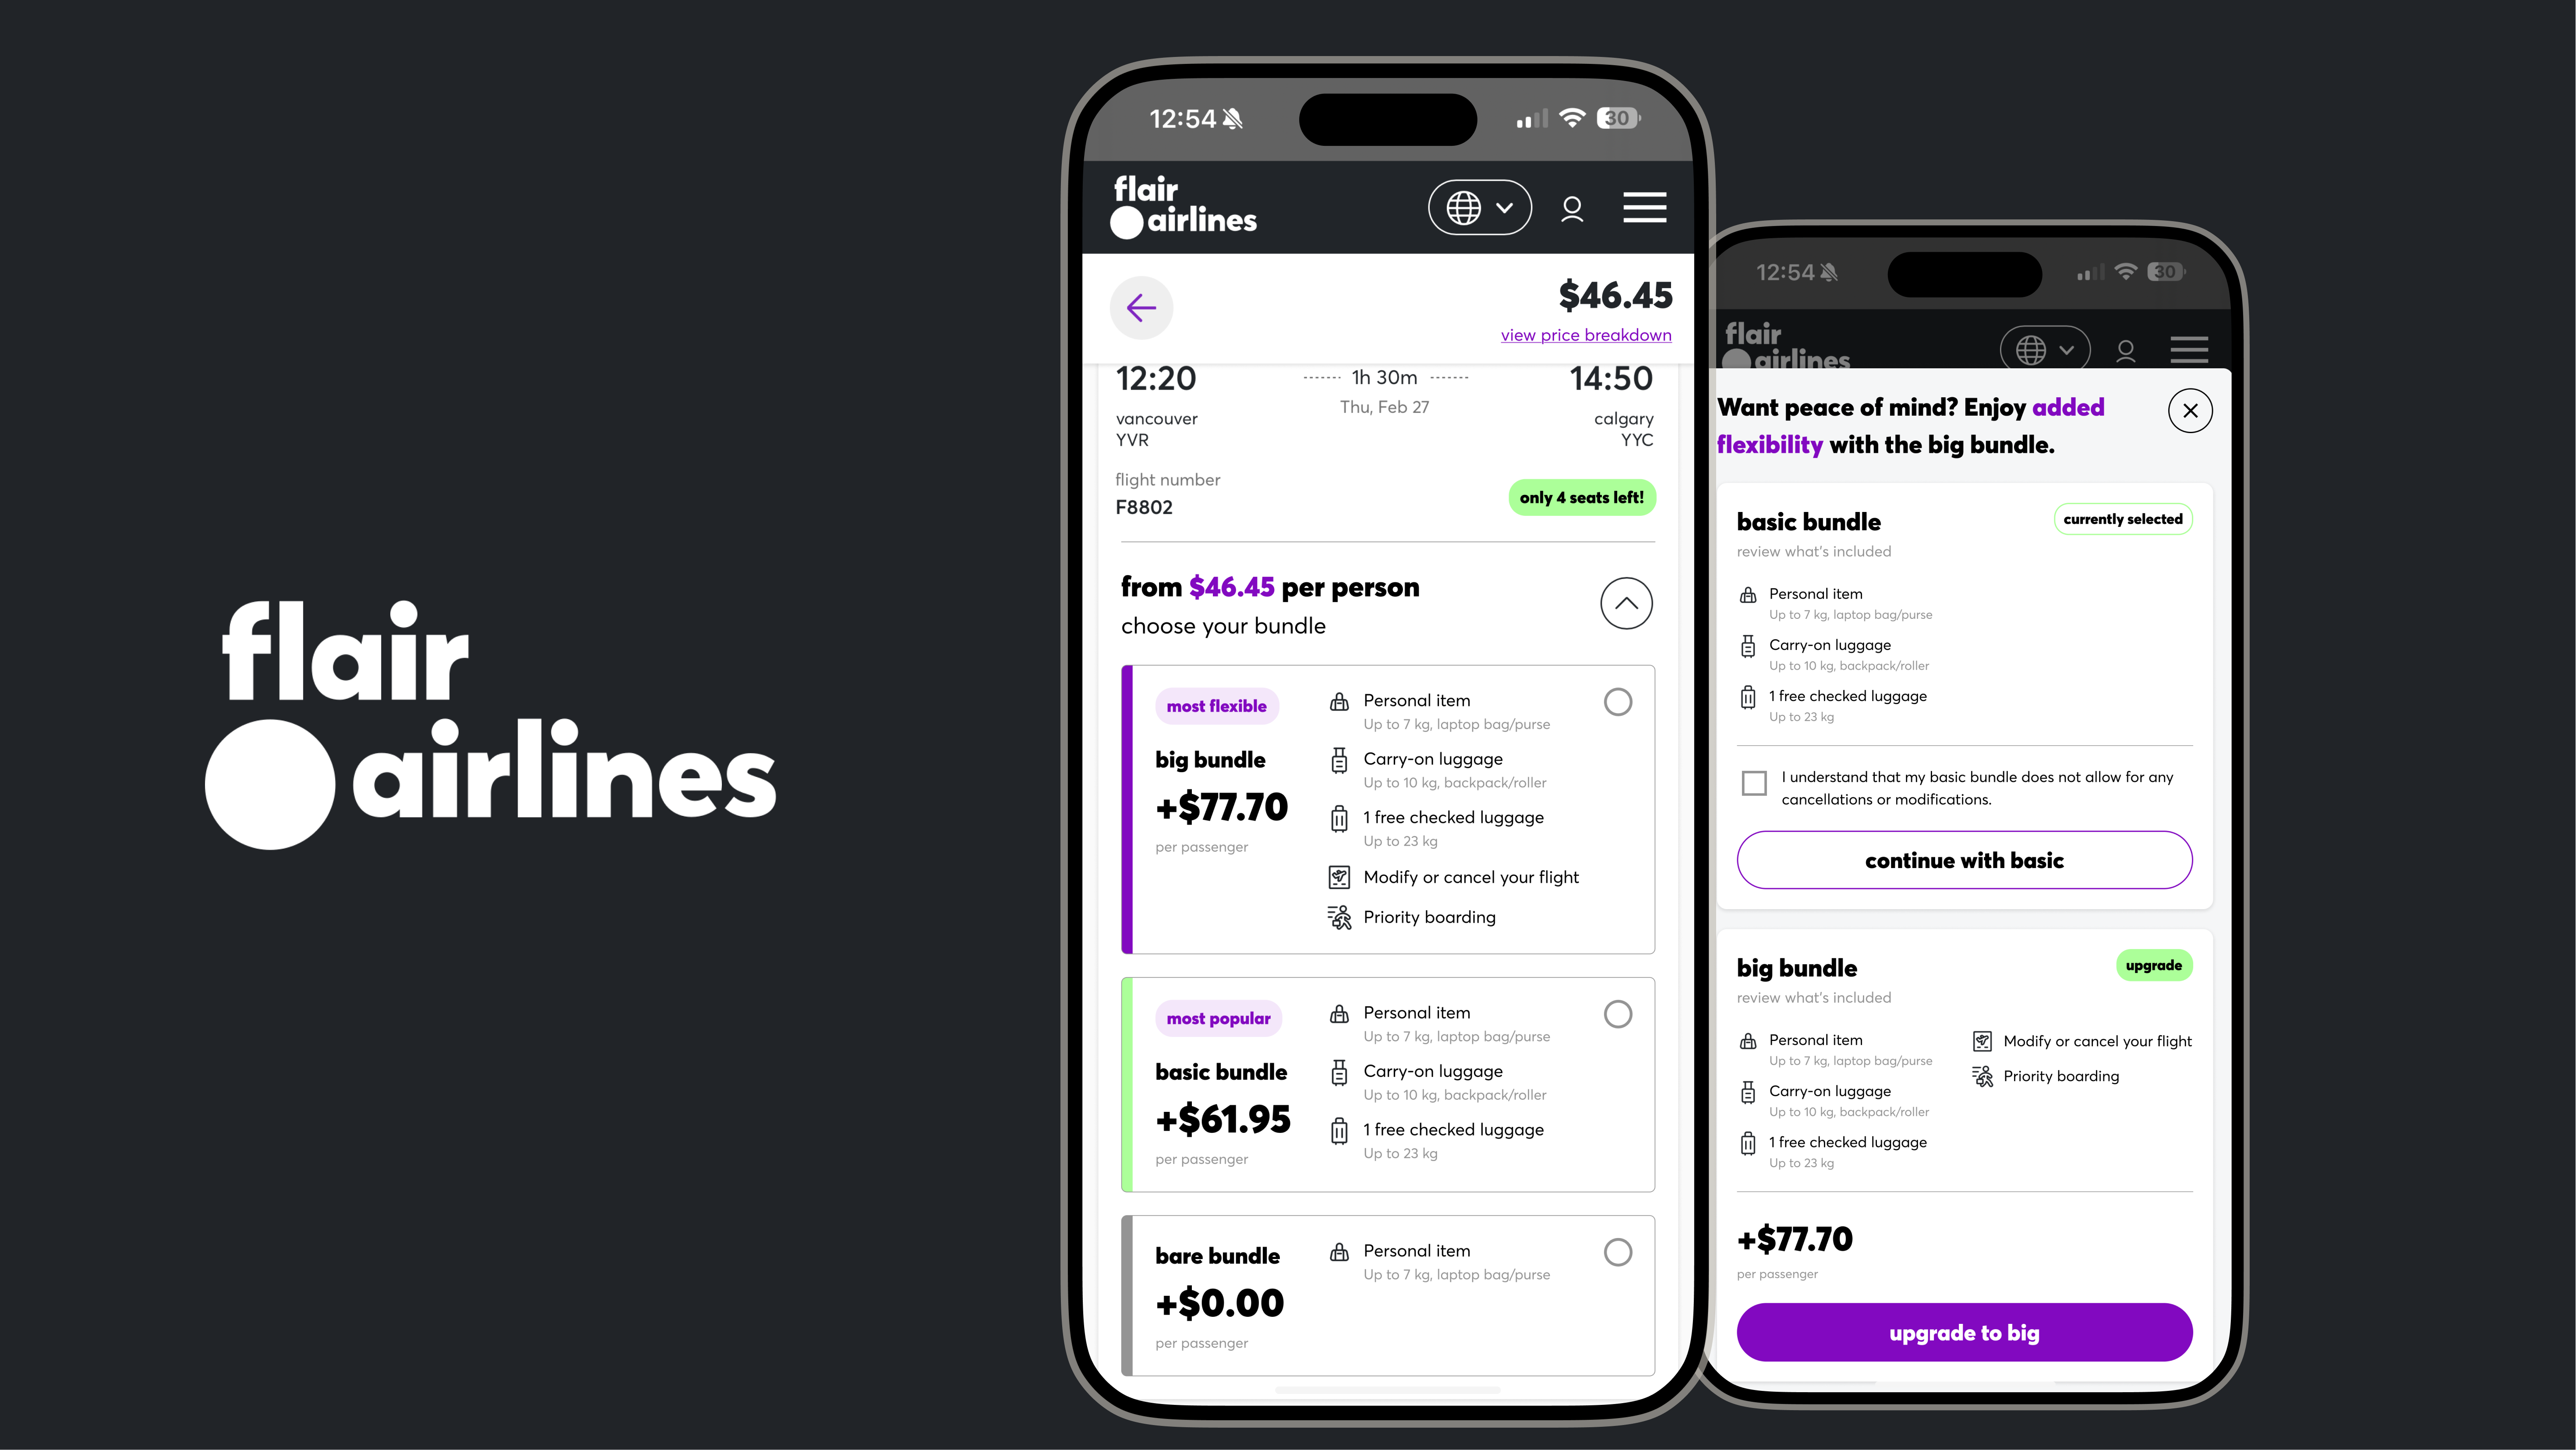 flair
airlines
12:54
30
flair
airlines
$46.45
view price breakdown
12:20
1h 30m
14:50
Thu, Feb 27
vancouver
YVR
calgary
YYC
flight number
F8802
only 4 seats left!
from $46.45 per person
choose your bundle
most flexible
big bundle
+$77.70
per passenger
Personal item
Up to 7 kg, laptop bag/purse
Carry-on luggage
Up to 10 kg, backpack/roller
1 free checked luggage
Up to 23 kg
Modify or cancel your flight
Priority boarding
most popular
basic bundle
+$61.95
per passenger
Personal item
Up to 7 kg, laptop bag/purse
Carry-on luggage
Up to 10 kg, backpack/roller
1 free checked luggage
Up to 23 kg
bare bundle
+$0.00
per passenger
Personal item
Up to 7 kg, laptop bag/purse
12:54
30
flair
airlines
Want peace of mind? Enjoy added
flexibility with the big bundle.
basic bundle
currently selected
review what's included
Personal item
Up to 7 kg, laptop bag/purse
Carry-on luggage
Up to 10 kg, backpack/roller
1 free checked luggage
Up to 23 kg
I understand that my basic bundle does not allow for any
cancellations or modifications.
continue with basic
big bundle
upgrade
review what's included
Personal item
Up to 7 kg, laptop bag/purse
Carry-on luggage
Up to 10 kg, backpack/roller
1 free checked luggage
Up to 23 kg
Modify or cancel your flight
Priority boarding
+$77.70
per passenger
upgrade to big